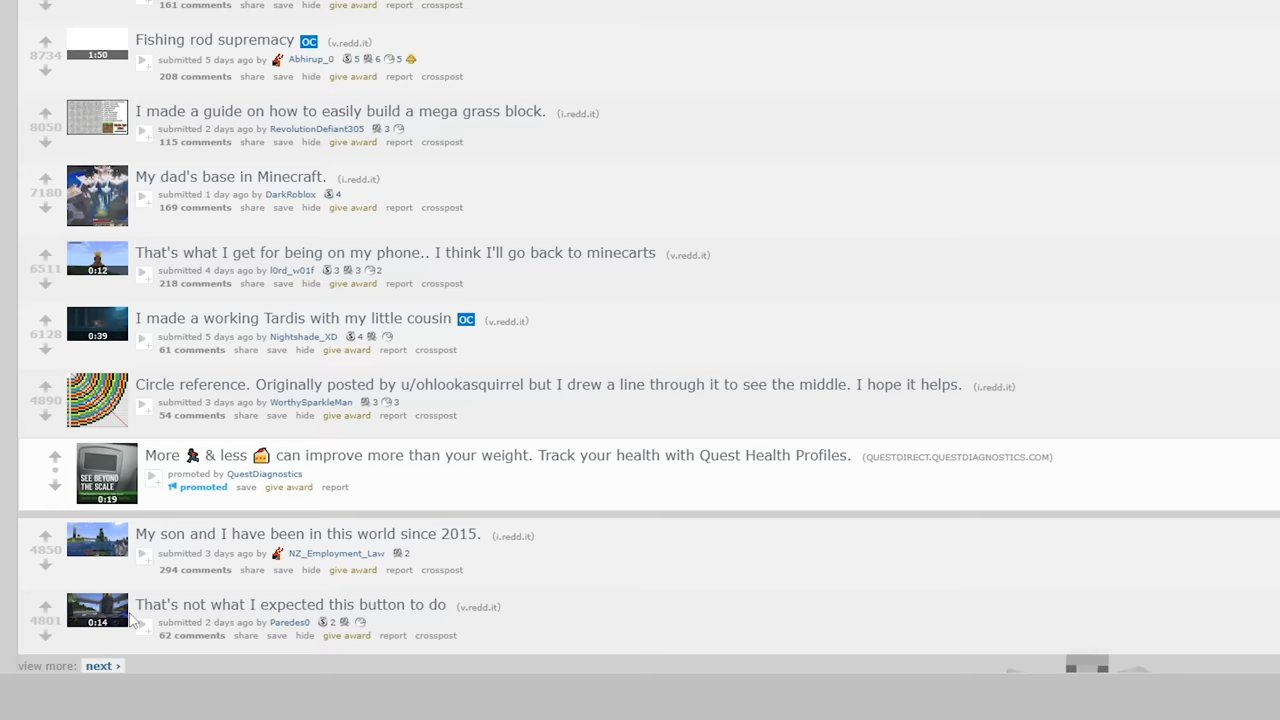 161 comments share save hide give award report crosspost
Fishing rod supremacy OC (v.redd.it)
8734
1:50
submitted 5 days ago by Abhirup_0 5 6 5
208 comments share save hide give award report crosspost
I made a guide on how to easily build a mega grass block. (i.redd.it)
8050
submitted 2 days ago by RevolutionDefiant305 3
115 comments share save hide give award report crosspost
My dad's base in Minecraft. (i.redd.it)
7180
submitted 1 day ago by DarkRoblox 4
169 comments share save hide give award report crosspost
That's what I get for being on my phone.. I think I'll go back to minecarts (v.redd.it)
6511
0:12
submitted 4 days ago by l0rd_w01f 3 3 2
218 comments share save hide give award report crosspost
I made a working Tardis with my little cousin OC (v.redd.it)
6128
0:39
submitted 5 days ago by Nightshade_XD 4
61 comments share save hide give award report crosspost
Circle reference. Originally posted by u/ohlookasquirrel but I drew a line through it to see the middle. I hope it helps. (i.redd.it)
4890
submitted 3 days ago by WorthySparkleMan 3 3
54 comments share save hide give award report crosspost
More & less can improve more than your weight. Track your health with Quest Health Profiles. (QUESTDIRECT.QUESTDIAGNOSTICS.COM)
SEE BEYOND
THE SCALE
0:19
promoted by QuestDiagnostics
promoted save give award report
My son and I have been in this world since 2015. (i.redd.it)
4850
submitted 3 days ago by NZ_Employment_Law 2
294 comments share save hide give award report crosspost
That's not what I expected this button to do (v.redd.it)
4801
0:14
submitted 2 days ago by Paredes0 2
62 comments share save hide give award report crosspost
view more: next ›